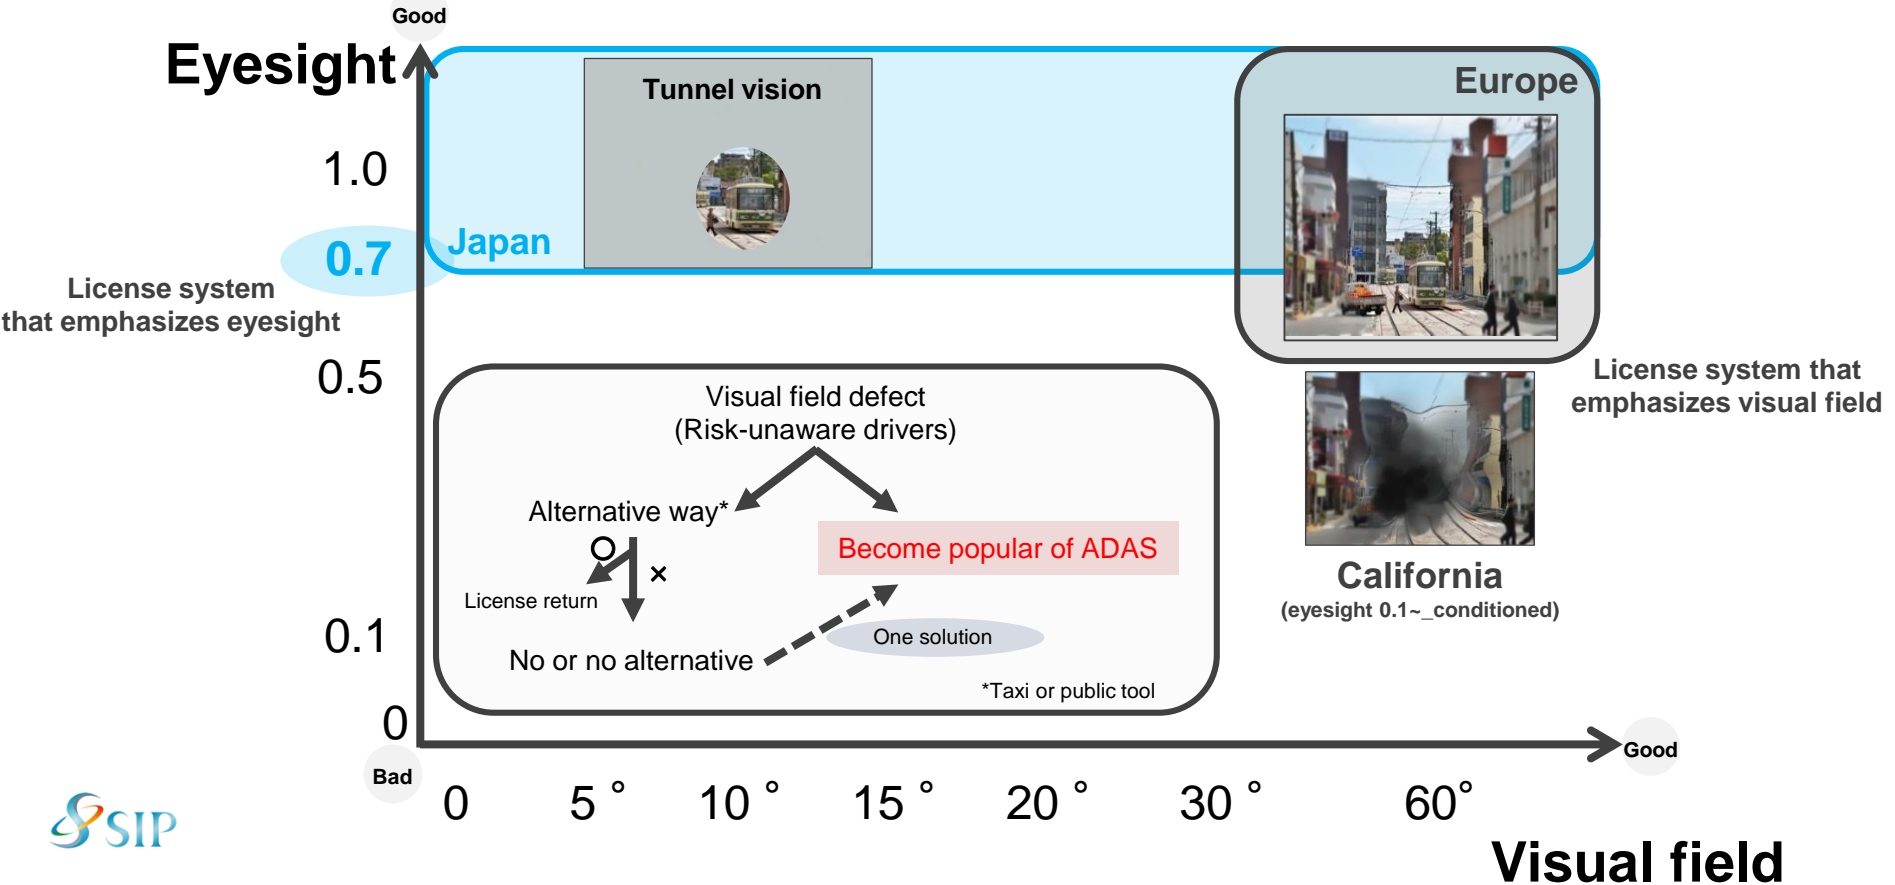 Good
Eyesight
Tunnel vision
Europe
1.0
0.7
Japan
License system
that emphasizes eyesight
0.5
License system that
emphasizes visual field
Visual field defect
(Risk-unaware drivers)
Alternative way*
Become popular of ADAS
×
License return
California
(eyesight 0.1~_conditioned)
0.1
One solution
No or no alternative
*Taxi or public tool
0
Good
Bad
0 5° 10° 15° 20° 30° 60°
SIP
Visual field